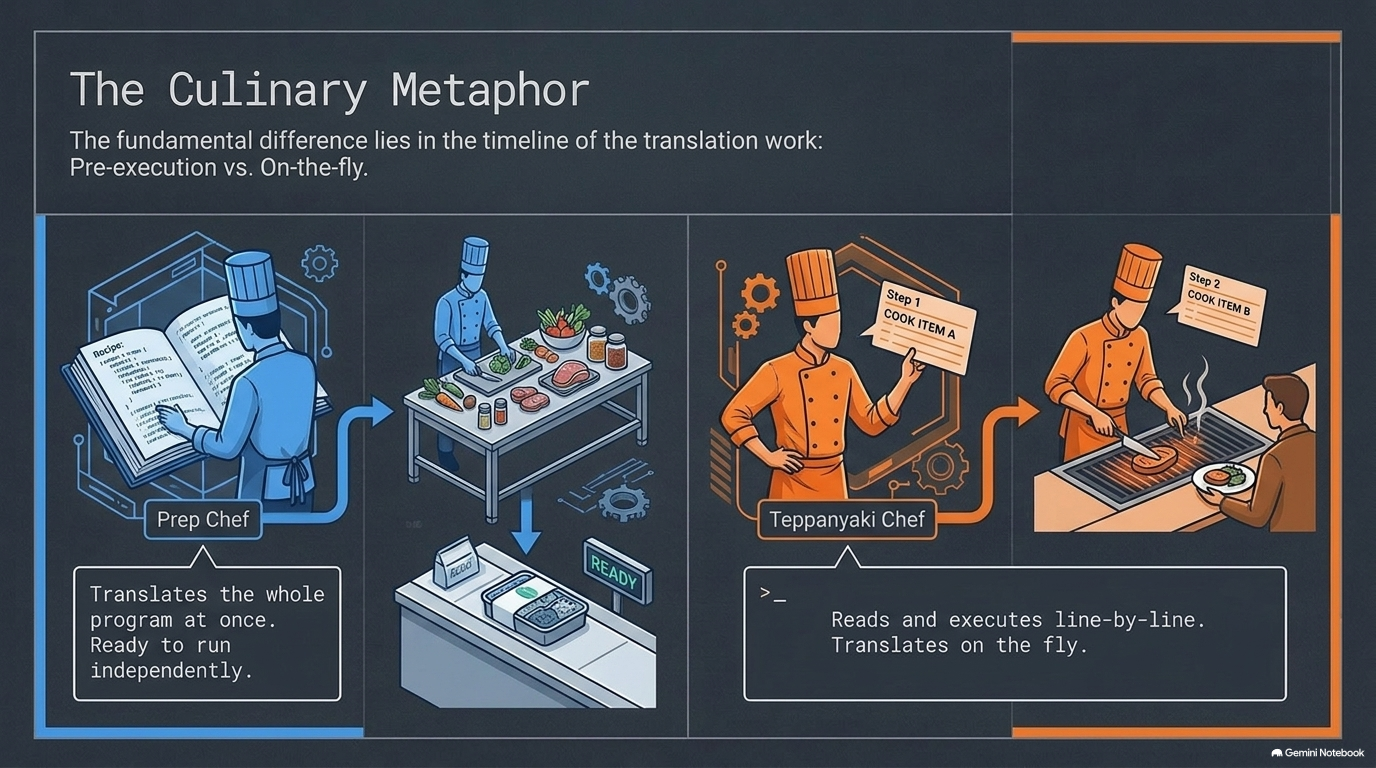 The Culinary Metaphor
The fundamental difference lies in the timeline of the translation work:
Pre-execution vs. On-the-fly.
Recipe:
Prep Chef
Translates the whole
program at once.
Ready to run
independently.
READY
Step 1
COOK ITEM A
Teppanyaki Chef
Step 2
COOK ITEM B
>_
Reads and executes line-by-line.
Translates on the fly.
Gemini Notebook